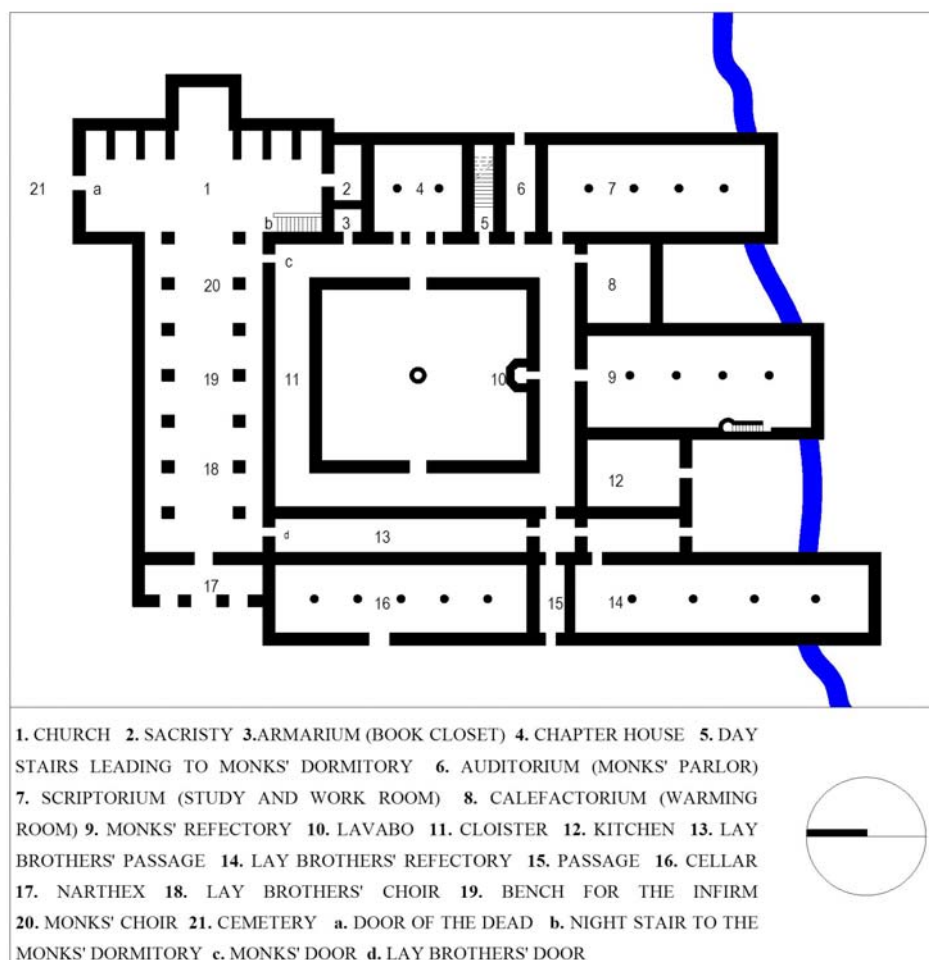 21 a 1 2 4 5 6 7
b 3
c
20 8
11 19 10 9
18 12
d 13
17 16 15 14
1. CHURCH 2. SACRISTY 3.ARMARIUM (BOOK CLOSET) 4. CHAPTER HOUSE 5. DAY
STAIRS LEADING TO MONKS' DORMITORY 6. AUDITORIUM (MONKS' PARLOR)
7. SCRIPTORIUM (STUDY AND WORK ROOM) 8. CALEFACTORIUM (WARMING
ROOM) 9. MONKS' REFECTORY 10. LAVABO 11. CLOISTER 12. KITCHEN 13. LAY
BROTHERS' PASSAGE 14. LAY BROTHERS' REFECTORY 15. PASSAGE 16. CELLAR
17. NARTHEX 18. LAY BROTHERS' CHOIR 19. BENCH FOR THE INFIRM
20. MONKS' CHOIR 21. CEMETERY a. DOOR OF THE DEAD b. NIGHT STAIR TO THE
MONKS' DORMITORY c. MONKS' DOOR d. LAY BROTHERS' DOOR